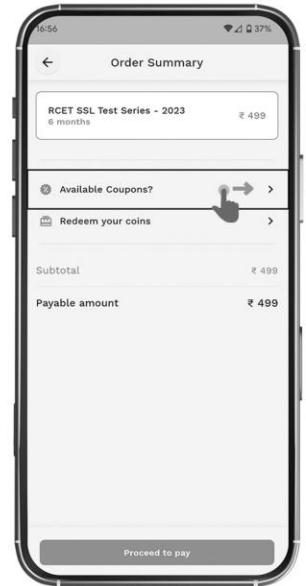 16:56 37%
Order Summary
RCET SSL Test Series - 2023
6 months
₹ 499
Available Coupons?
Redeem your coins
Subtotal ₹ 499
Payable amount ₹ 499
Proceed to pay